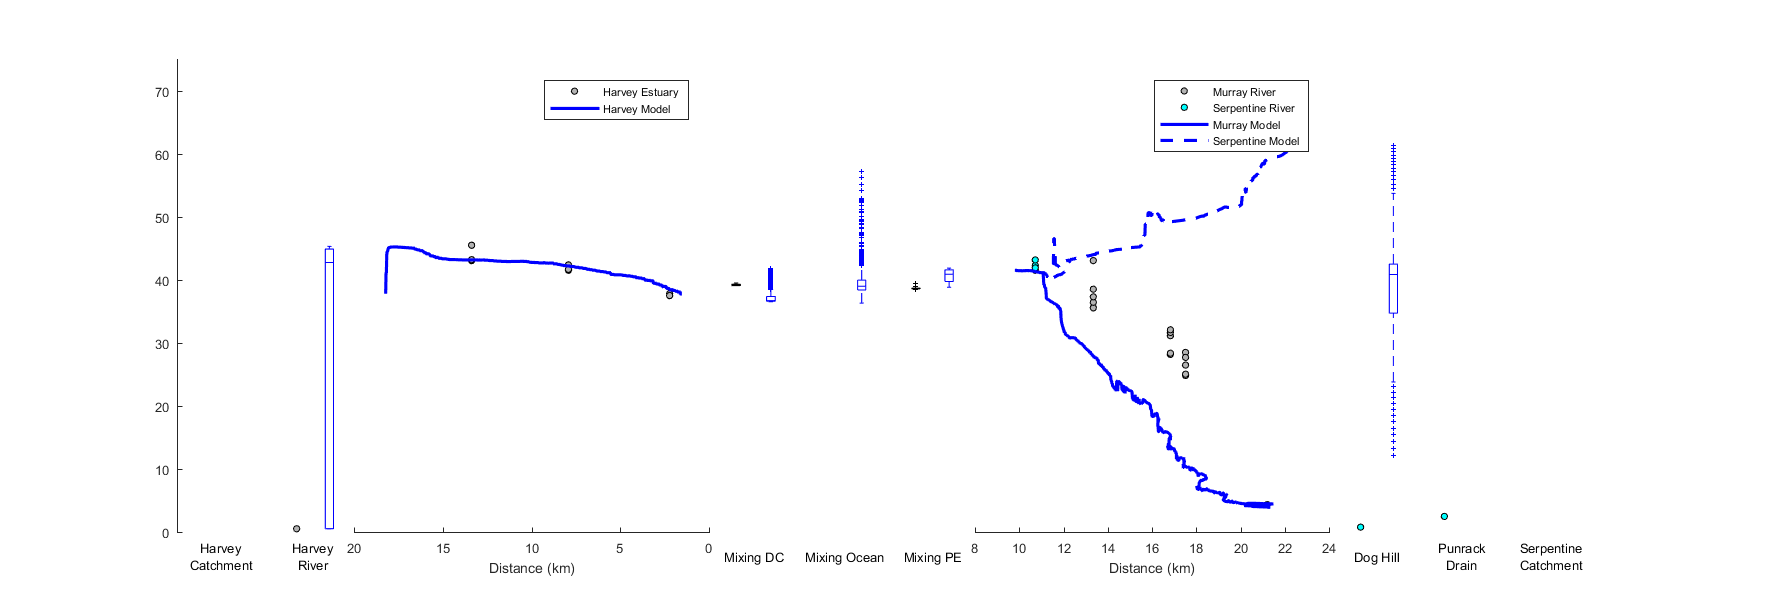 70
60
50
40
30
20
10
0
Harvey Estuary
Harvey Model
Murray River
Serpentine River
Murray Model
Serpentine Model
Harvey
Catchment
Harvey
River
20 15 10 5 0
Distance (km)
Mixing DC
Mixing Ocean
Mixing PE
8 10 12 14 16 18 20 22 24
Distance (km)
Dog Hill
Punrack
Drain
Serpentine
Catchment